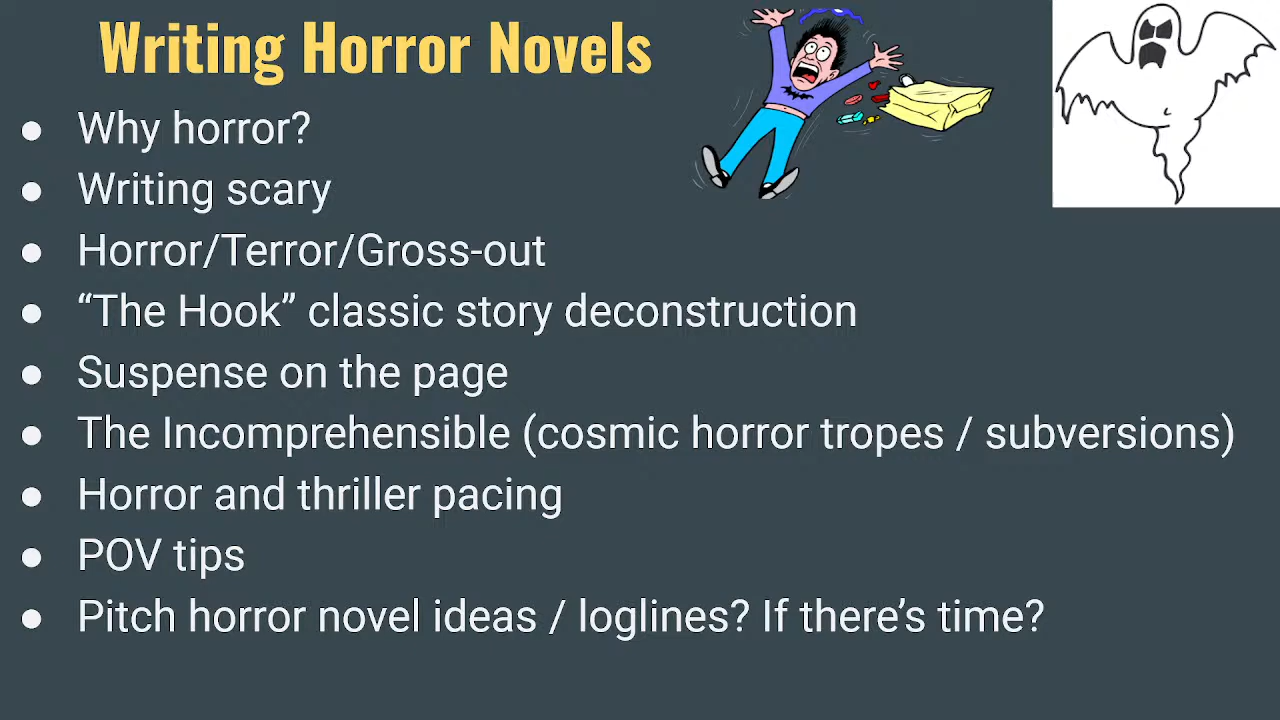 Writing Horror Novels
● Why horror?
● Writing scary
● Horror/Terror/Gross-out
● “The Hook” classic story deconstruction
● Suspense on the page
● The Incomprehensible (cosmic horror tropes / subversions)
● Horror and thriller pacing
● POV tips
● Pitch horror novel ideas / loglines? If there’s time?